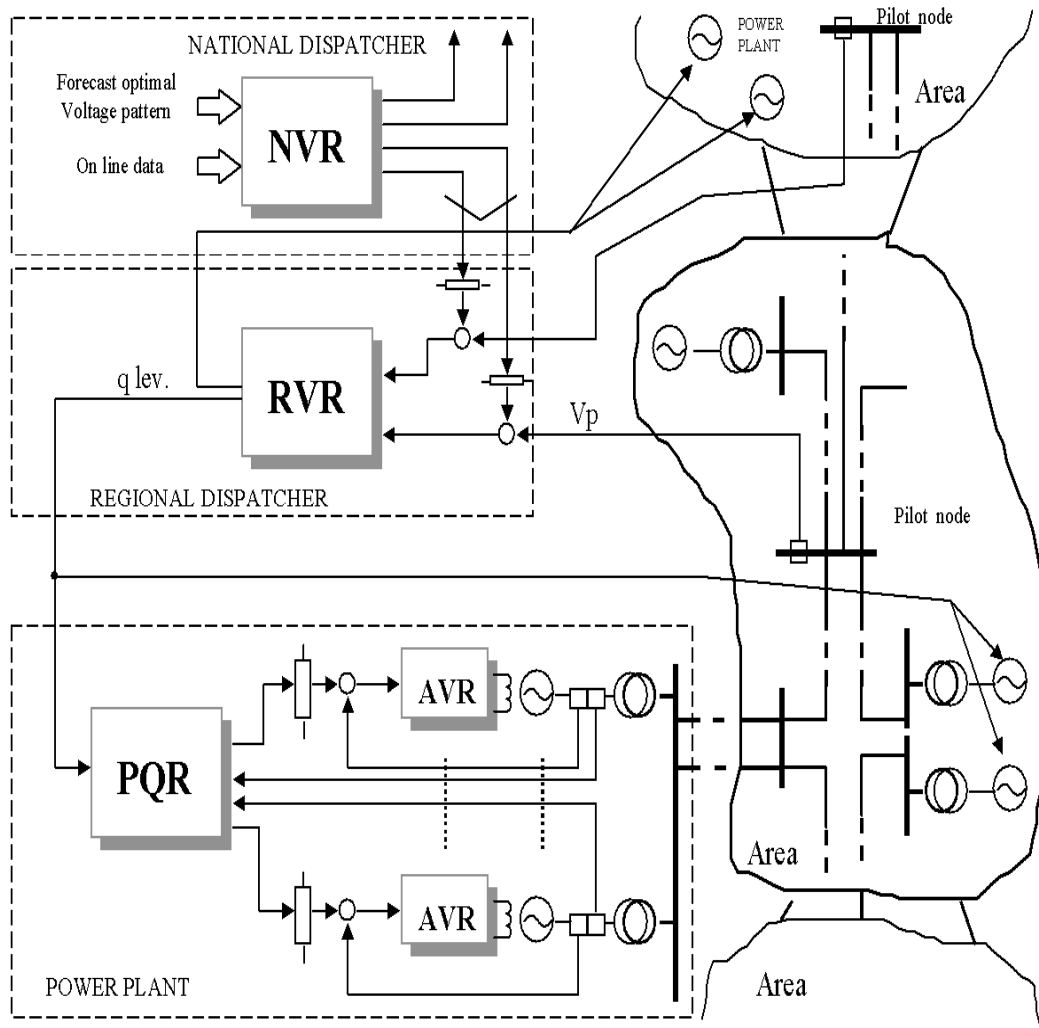 NATIONAL DISPATCHER
Forecast optimal
Voltage pattern
On line data
NVR
POWER
PLANT
Pilot node
Area
q lev.
RVR
Vp
REGIONAL DISPATCHER
Pilot node
PQR
AVR
AVR
POWER PLANT
Area
Area